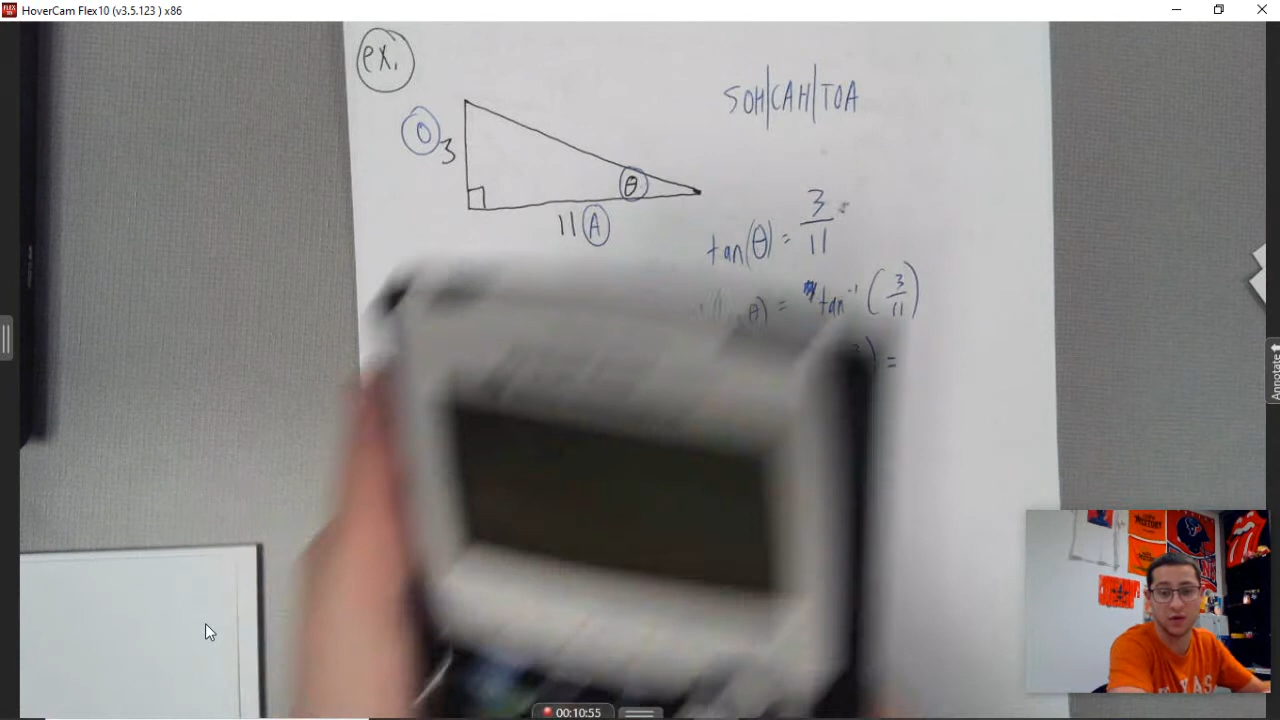 HoverCam Flex10 (v3.5.123 ) x86
ex.
SOH|CAH|TOA
O
3
θ
11 A
tan(θ) = 3/11
θ) = tan⁻¹(3/11)
) =
Annotate
00:10:55